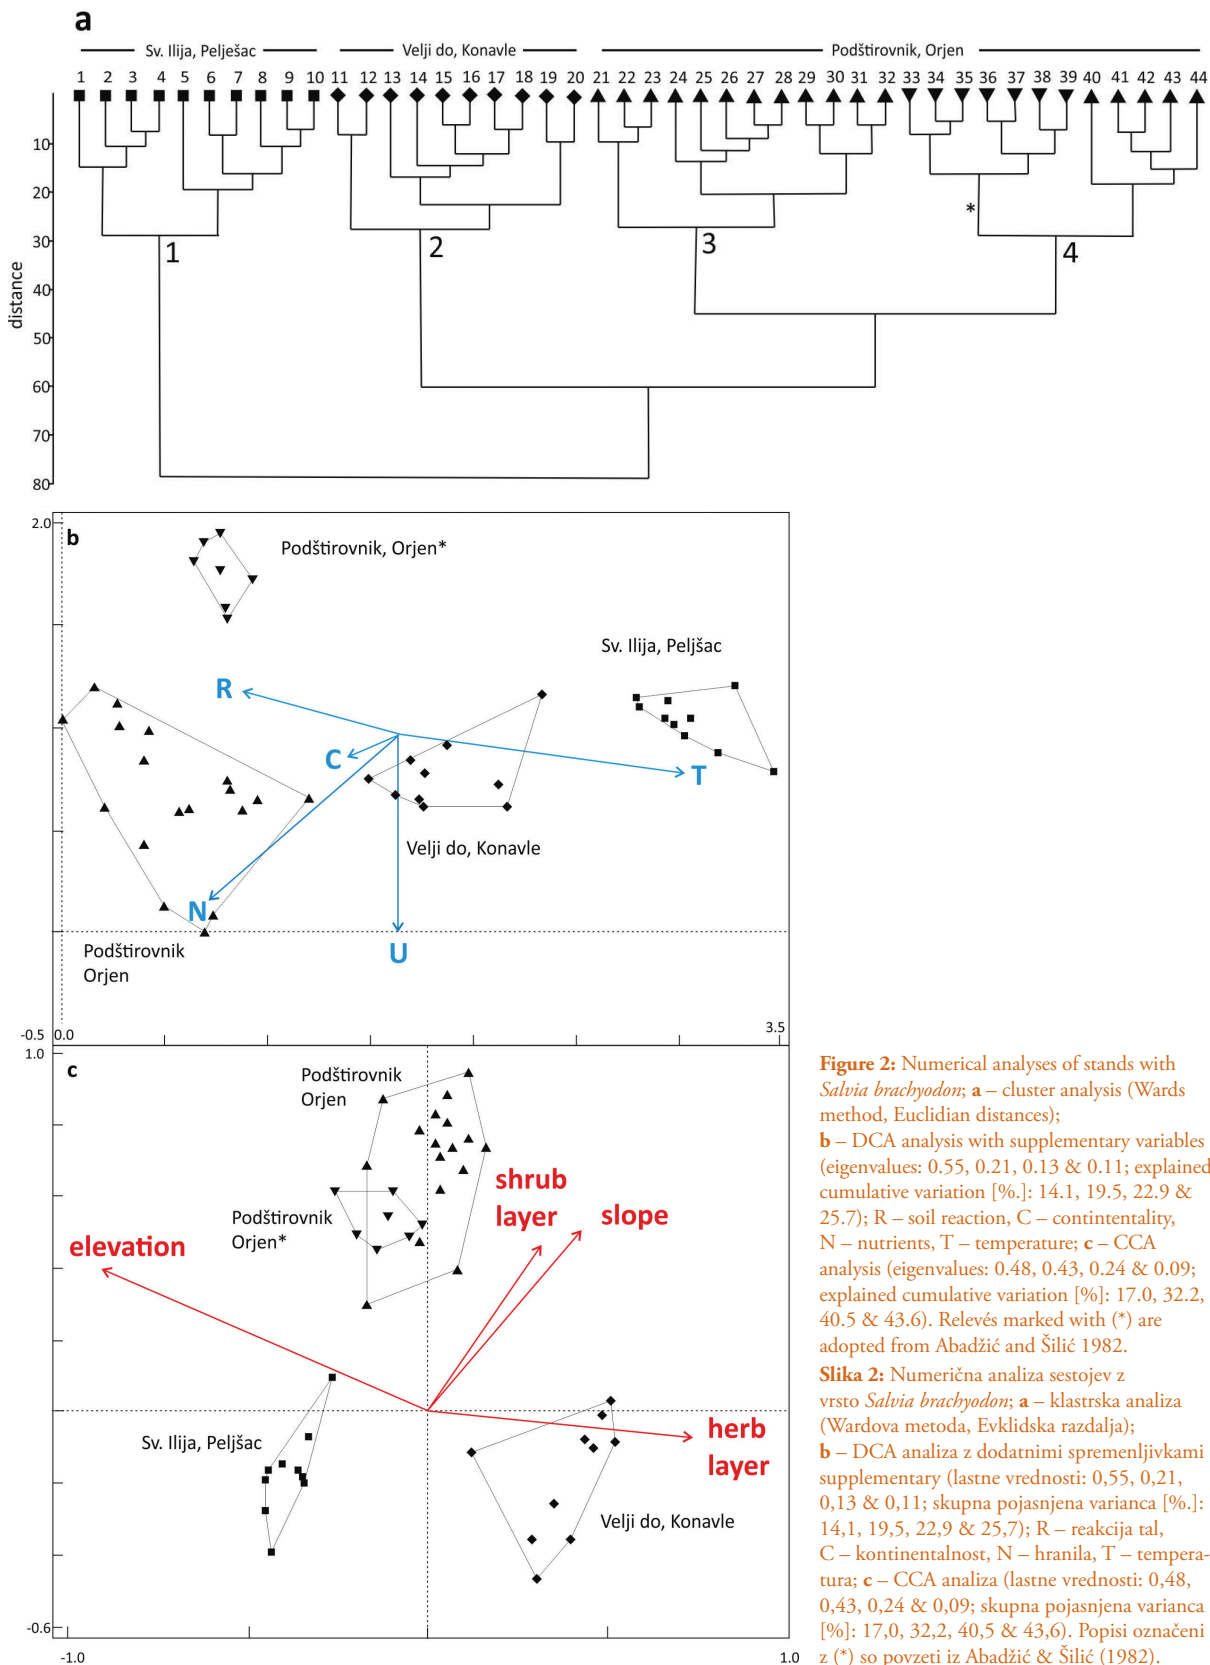 a
Sv. Ilija, Pelješac
Velji do, Konavle
Podštirovnik, Orjen
1 2 3 4 5 6 7 8 9 10 11 12 13 14 15 16 17 18 19 20 21 22 23 24 25 26 27 28 29 30 31 32 33 34 35 36 37 38 39 40 41 42 43 44
10
20
30
40
50
60
70
80
distance
*
1
2
3
4
b
2.0
Podštirovnik, Orjen*
Sv. Ilija, Peljšac
R
C
T
N
U
Velji do, Konavle
Podštirovnik
Orjen
-0.5
0.0
3.5
c
1.0
Podštirovnik
Orjen
shrub
layer
slope
Podštirovnik
Orjen*
elevation
Sv. Ilija, Peljšac
herb
layer
Velji do, Konavle
-0.6
-1.0
1.0
Figure 2: Numerical analyses of stands with
Salvia brachyodon; a – cluster analysis (Wards
method, Euclidian distances);
b – DCA analysis with supplementary variables
(eigenvalues: 0.55, 0.21, 0.13 & 0.11; explained
cumulative variation [%.]: 14.1, 19.5, 22.9 &
25.7); R – soil reaction, C – contintentality,
N – nutrients, T – temperature; c – CCA
analysis (eigenvalues: 0.48, 0.43, 0.24 & 0.09;
explained cumulative variation [%]: 17.0, 32.2,
40.5 & 43.6). Relevés marked with (*) are
adopted from Abadžić and Šilić 1982.
Slika 2: Numerična analiza sestojev z
vrsto Salvia brachyodon; a – klastrska analiza
(Wardova metoda, Evklidska razdalja);
b – DCA analiza z dodatnimi spremenljivkami
supplementary (lastne vrednosti: 0,55, 0,21,
0,13 & 0,11; skupna pojasnjena varianca [%.]:
14,1, 19,5, 22,9 & 25,7); R – reakcija tal,
C – kontinentalnost, N – hranila, T – tempera-
tura; c – CCA analiza (lastne vrednosti: 0,48,
0,43, 0,24 & 0,09; skupna pojasnjena varianca
[%]: 17,0, 32,2, 40,5 & 43,6). Popisi označeni
z (*) so povzeti iz Abadžić & Šilić (1982).